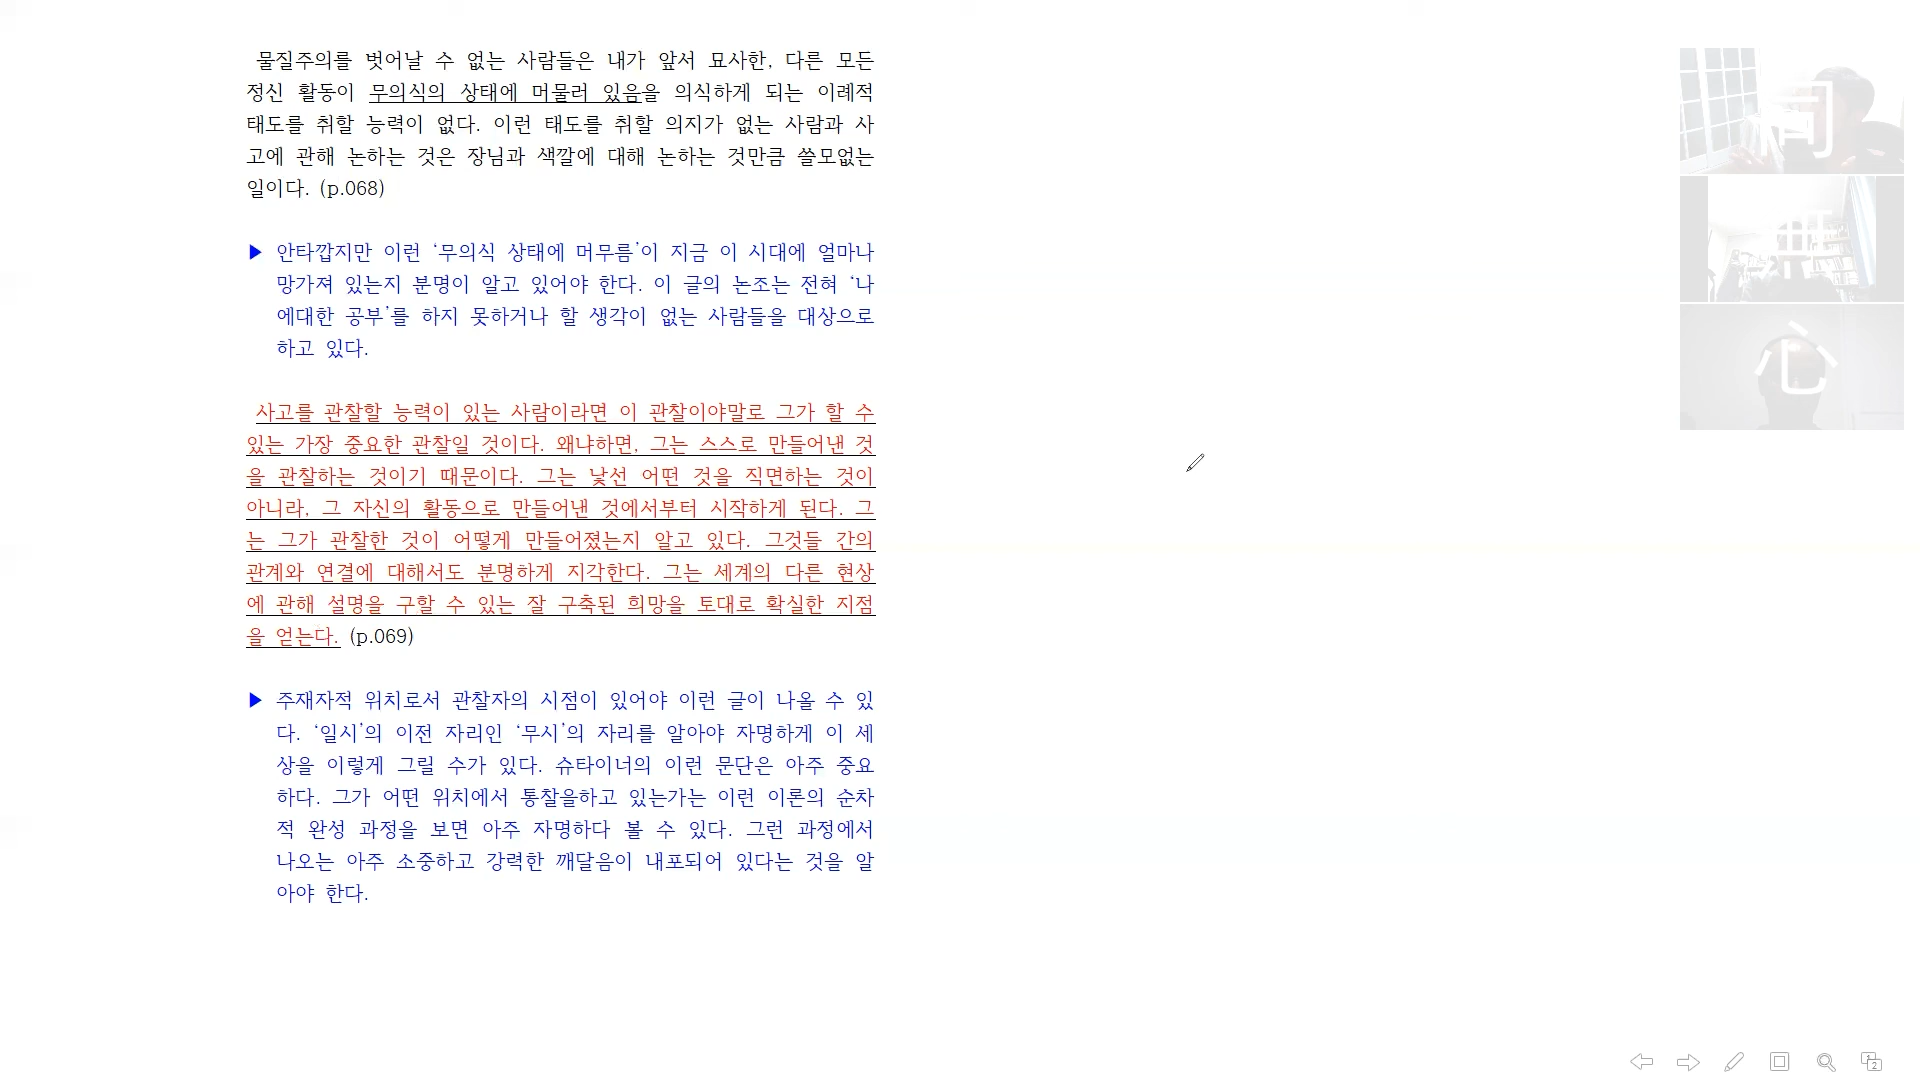 물질주의를 벗어날 수 없는 사람들은 내가 앞서 묘사한, 다른 모든
정신 활동이 무의식의 상태에 머물러 있음을 의식하게 되는 이례적
태도를 취할 능력이 없다. 이런 태도를 취할 의지가 없는 사람과 사
고에 관해 논하는 것은 장님과 색깔에 대해 논하는 것만큼 쓸모없는
일이다. (p.068)
▶ 안타깝지만 이런 ‘무의식 상태에 머무름’이 지금 이 시대에 얼마나
망가져 있는지 분명이 알고 있어야 한다. 이 글의 논조는 전혀 ‘나
에대한 공부’를 하지 못하거나 할 생각이 없는 사람들을 대상으로
하고 있다.
사고를 관찰할 능력이 있는 사람이라면 이 관찰이야말로 그가 할 수
있는 가장 중요한 관찰일 것이다. 왜냐하면, 그는 스스로 만들어낸 것
을 관찰하는 것이기 때문이다. 그는 낯선 어떤 것을 직면하는 것이
아니라, 그 자신의 활동으로 만들어낸 것에서부터 시작하게 된다. 그
는 그가 관찰한 것이 어떻게 만들어졌는지 알고 있다. 그것들 간의
관계와 연결에 대해서도 분명하게 지각한다. 그는 세계의 다른 현상
에 관해 설명을 구할 수 있는 잘 구축된 희망을 토대로 확실한 지점
을 얻는다. (p.069)
▶ 주재자적 위치로서 관찰자의 시점이 있어야 이런 글이 나올 수 있
다. ‘일시’의 이전 자리인 ‘무시’의 자리를 알아야 자명하게 이 세
상을 이렇게 그릴 수가 있다. 슈타이너의 이런 문단은 아주 중요
하다. 그가 어떤 위치에서 통찰을하고 있는가는 이런 이론의 순차
적 완성 과정을 보면 아주 자명하다 볼 수 있다. 그런 과정에서
나오는 아주 소중하고 강력한 깨달음이 내포되어 있다는 것을 알
아야 한다.
心
2